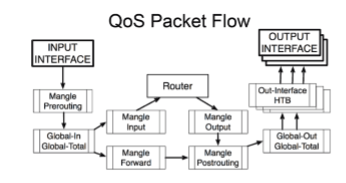 QoS Packet Flow
INPUT
INTERFACE
OUTPUT
INTERFACE
Router
Mangle
Prerouting
Out-Interface
HTB
Mangle
Input
Mangle
Output
Global-In
Global-Total
Global-Out
Global-Total
Mangle
Forward
Mangle
Postrouting